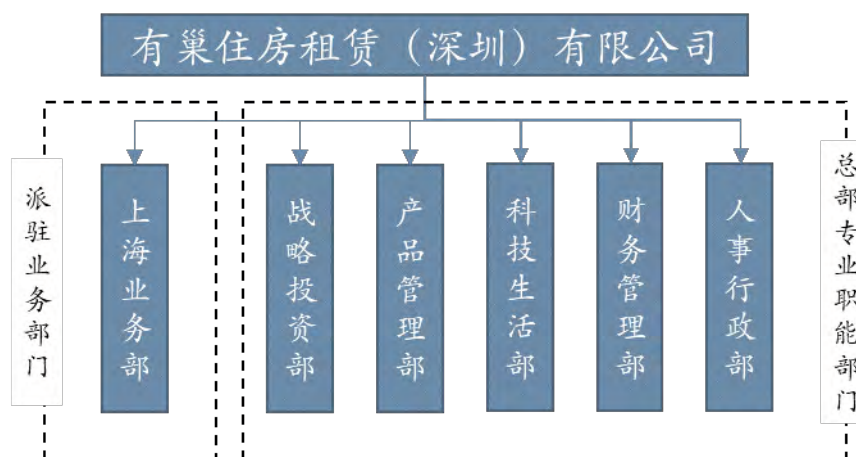 有巢住房租赁（深圳）有限公司
派驻业务部门
上海业务部
战略投资部
产品管理部
科技生活部
财务管理部
人事行政部
总部专业职能部门